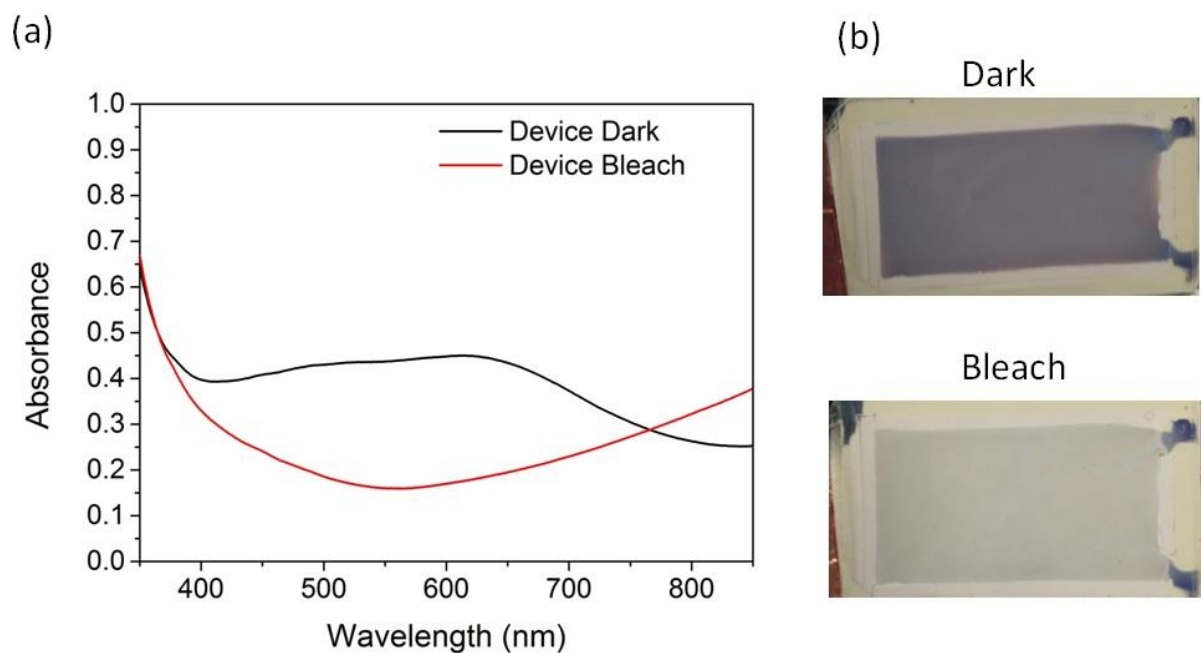 (a)
Absorbance
1.0
0.9
0.8
0.7
0.6
0.5
0.4
0.3
0.2
0.1
0.0
Device Dark
Device Bleach
400 500 600 700 800
Wavelength (nm)
(b)
Dark
Bleach